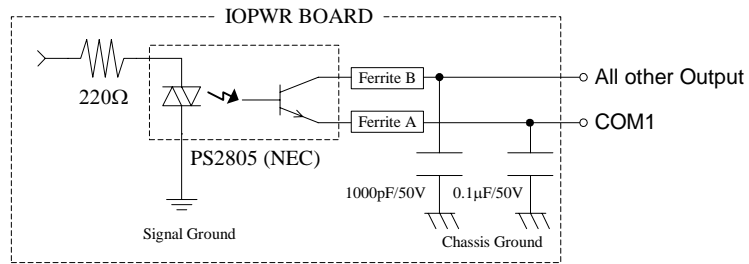 IOPWR BOARD
Ferrite B
All other Output
220Ω
Ferrite A
COM1
PS2805 (NEC)
1000pF/50V
0.1µF/50V
Signal Ground
Chassis Ground